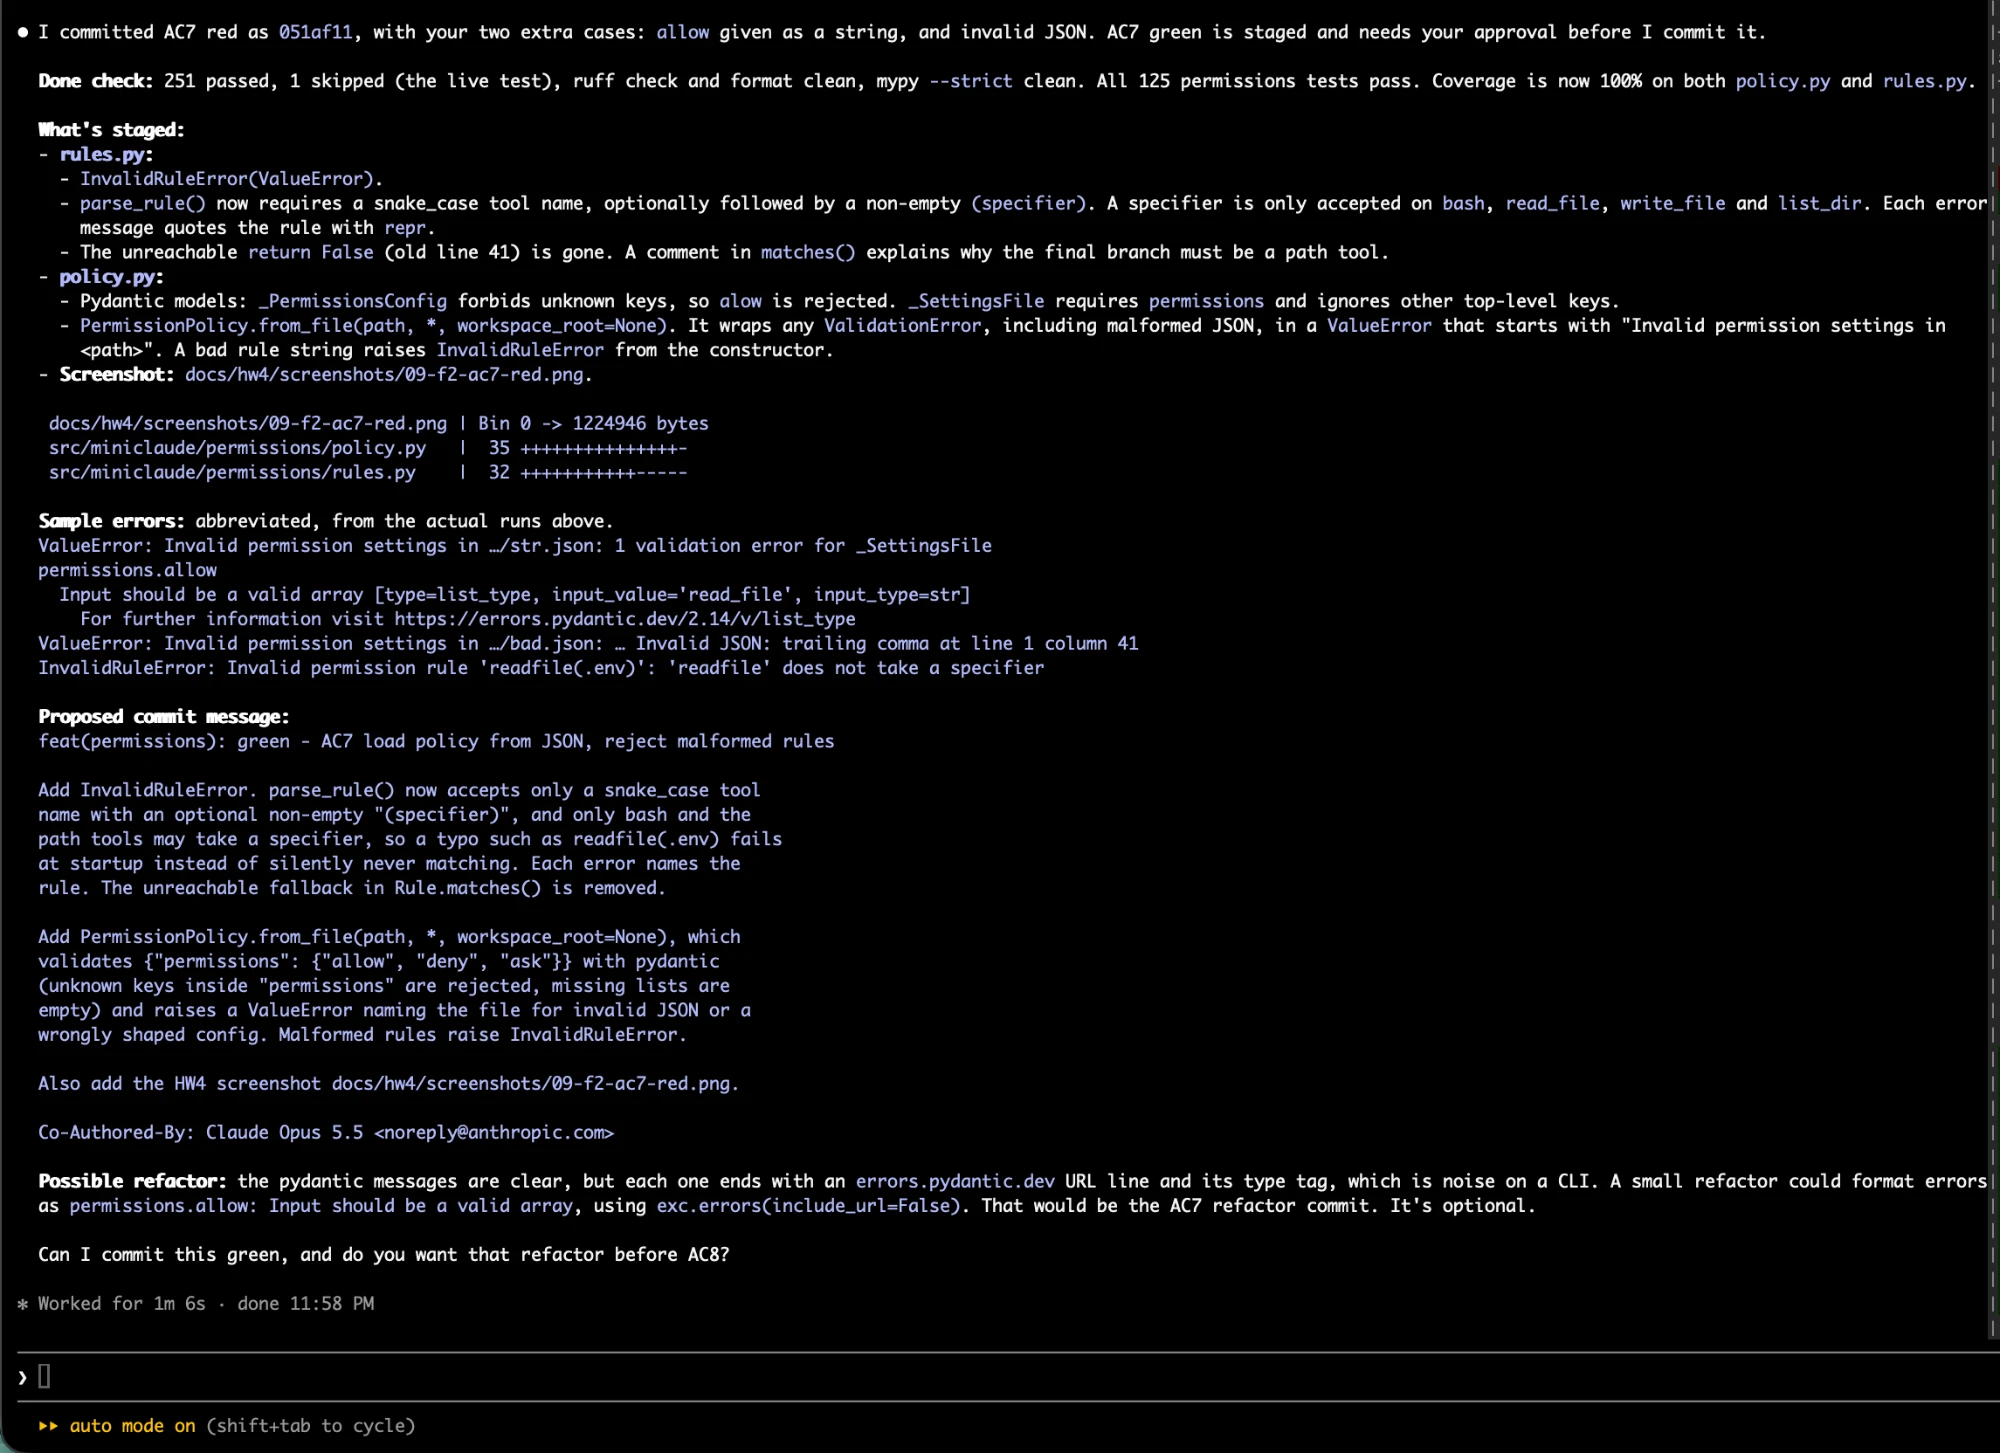 ● I committed AC7 red as 051af11, with your two extra cases: allow given as a string, and invalid JSON. AC7 green is staged and needs your approval before I commit it.
Done check: 251 passed, 1 skipped (the live test), ruff check and format clean, mypy --strict clean. All 125 permissions tests pass. Coverage is now 100% on both policy.py and rules.py.
What's staged:
- rules.py:
- InvalidRuleError(ValueError).
- parse_rule() now requires a snake_case tool name, optionally followed by a non-empty (specifier). A specifier is only accepted on bash, read_file, write_file and list_dir. Each error
message quotes the rule with repr.
- The unreachable return False (old line 41) is gone. A comment in matches() explains why the final branch must be a path tool.
- policy.py:
- Pydantic models: _PermissionsConfig forbids unknown keys, so alow is rejected. _SettingsFile requires permissions and ignores other top-level keys.
- PermissionPolicy.from_file(path, *, workspace_root=None). It wraps any ValidationError, including malformed JSON, in a ValueError that starts with "Invalid permission settings in
<path>". A bad rule string raises InvalidRuleError from the constructor.
- Screenshot: docs/hw4/screenshots/09-f2-ac7-red.png.
docs/hw4/screenshots/09-f2-ac7-red.png | Bin 0 -> 1224946 bytes
src/miniclaude/permissions/policy.py | 35 +++++++++++++++-
src/miniclaude/permissions/rules.py | 32 +++++++++++-----
Sample errors: abbreviated, from the actual runs above.
ValueError: Invalid permission settings in …/str.json: 1 validation error for _SettingsFile
permissions.allow
Input should be a valid array [type=list_type, input_value='read_file', input_type=str]
For further information visit https://errors.pydantic.dev/2.14/v/list_type
ValueError: Invalid permission settings in …/bad.json: … Invalid JSON: trailing comma at line 1 column 41
InvalidRuleError: Invalid permission rule 'readfile(.env)': 'readfile' does not take a specifier
Proposed commit message:
feat(permissions): green - AC7 load policy from JSON, reject malformed rules
Add InvalidRuleError. parse_rule() now accepts only a snake_case tool
name with an optional non-empty "(specifier)", and only bash and the
path tools may take a specifier, so a typo such as readfile(.env) fails
at startup instead of silently never matching. Each error names the
rule. The unreachable fallback in Rule.matches() is removed.
Add PermissionPolicy.from_file(path, *, workspace_root=None), which
validates {"permissions": {"allow", "deny", "ask"}} with pydantic
(unknown keys inside "permissions" are rejected, missing lists are
empty) and raises a ValueError naming the file for invalid JSON or a
wrongly shaped config. Malformed rules raise InvalidRuleError.
Also add the HW4 screenshot docs/hw4/screenshots/09-f2-ac7-red.png.
Co-Authored-By: Claude Opus 5.5 <noreply@anthropic.com>
Possible refactor: the pydantic messages are clear, but each one ends with an errors.pydantic.dev URL line and its type tag, which is noise on a CLI. A small refactor could format errors
as permissions.allow: Input should be a valid array, using exc.errors(include_url=False). That would be the AC7 refactor commit. It's optional.
Can I commit this green, and do you want that refactor before AC8?
✻ Worked for 1m 6s · done 11:58 PM
❯
⏵⏵ auto mode on (shift+tab to cycle)